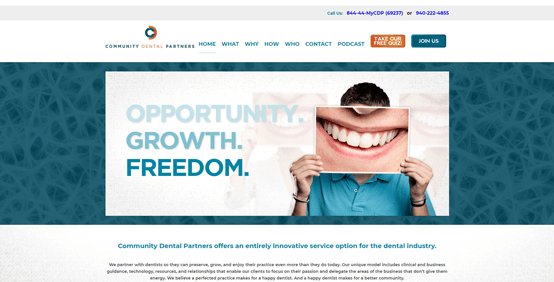 Call Us: 844-44-MyCDP (69237) or 940-222-4855
COMMUNITY DENTAL PARTNERS
HOME WHAT WHY HOW WHO CONTACT PODCAST
TAKE OUR
FREE QUIZ!
JOIN US
OPPORTUNITY.
GROWTH.
FREEDOM.
Community Dental Partners offers an entirely innovative service option for the dental industry.
We partner with dentists so they can preserve, grow, and enjoy their practice even more than they do today. Our unique model includes clinical and business
guidance, technology, resources, and relationships that enable our clients to focus on their passion and delegate the areas of the business that don't give them
energy. We believe a perfected practice makes for a happy dentist. And a happy dentist makes for a better community.